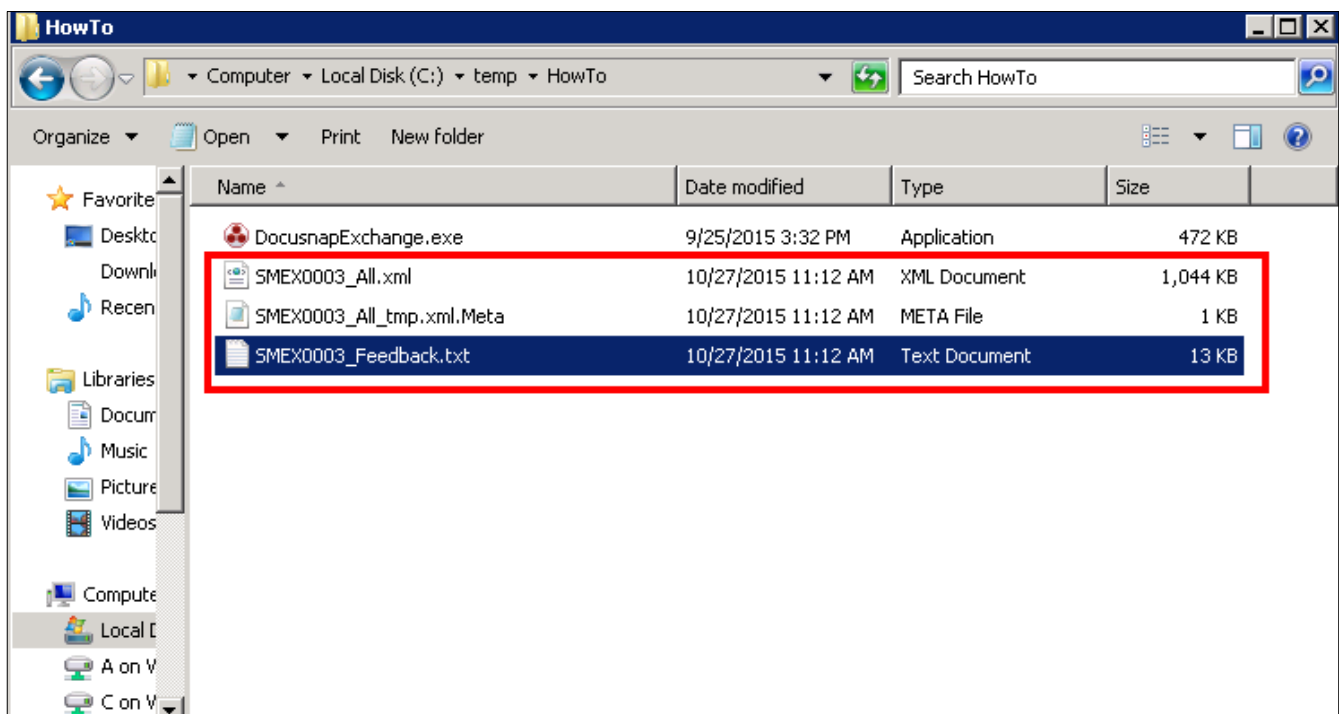 HowTo
Computer Local Disk (C:) temp HowTo Search HowTo
Organize Open Print New folder
Name Date modified Type Size
Favorite
Deskto
Downl
Recen
Libraries
Docum
Music
Picture
Videos
Compute
Local D
A on V
C on V
DocusnapExchange.exe 9/25/2015 3:32 PM Application 472 KB
SMEX0003_All.xml 10/27/2015 11:12 AM XML Document 1,044 KB
SMEX0003_All_tmp.xml.Meta 10/27/2015 11:12 AM META File 1 KB
SMEX0003_Feedback.txt 10/27/2015 11:12 AM Text Document 13 KB